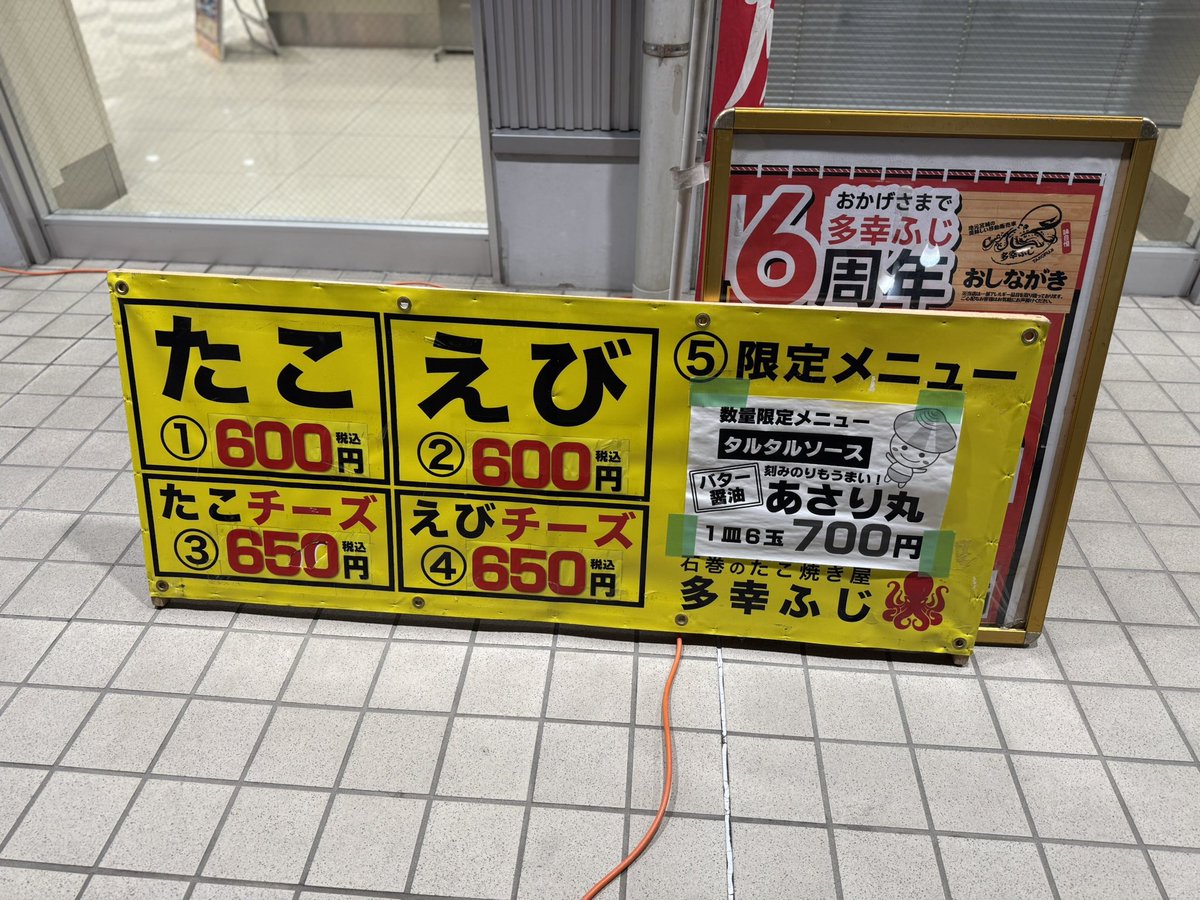 たこ
①600円税込
えび
②600円税込
たこチーズ
③650円税込
えびチーズ
④650円税込
⑤限定メニュー
数量限定メニュー
タルタルソース
刻みのりもうまい!
バター
醤油
あさり丸
1皿6玉 700円
石巻のたこ焼き屋
多幸ふじ
おかげさまで
多幸ふじ
6周年
多幸ふじ
おしながき